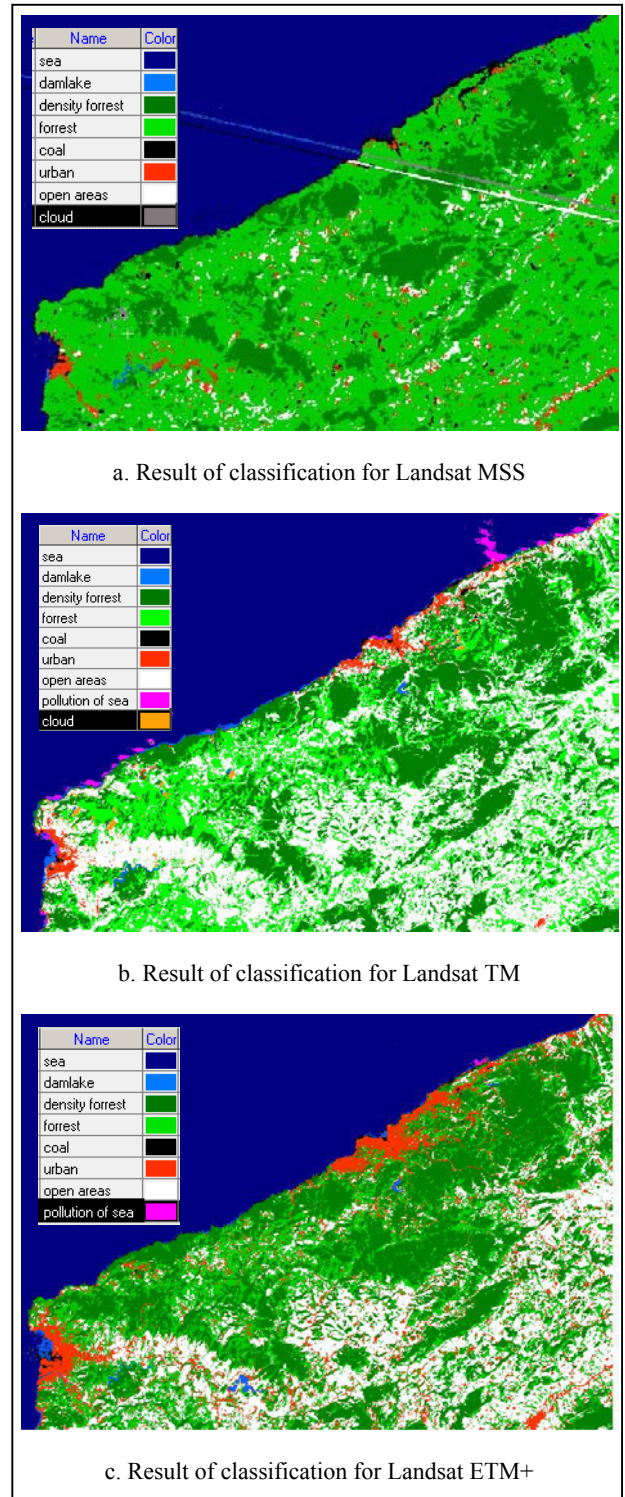 Name Color
sea
damlake
density forrest
forrest
coal
urban
open areas
cloud
a. Result of classification for Landsat MSS
Name Color
sea
damlake
density forrest
forrest
coal
urban
open areas
pollution of sea
cloud
b. Result of classification for Landsat TM
Name Color
sea
damlake
density forrest
forrest
coal
urban
open areas
pollution of sea
c. Result of classification for Landsat ETM+